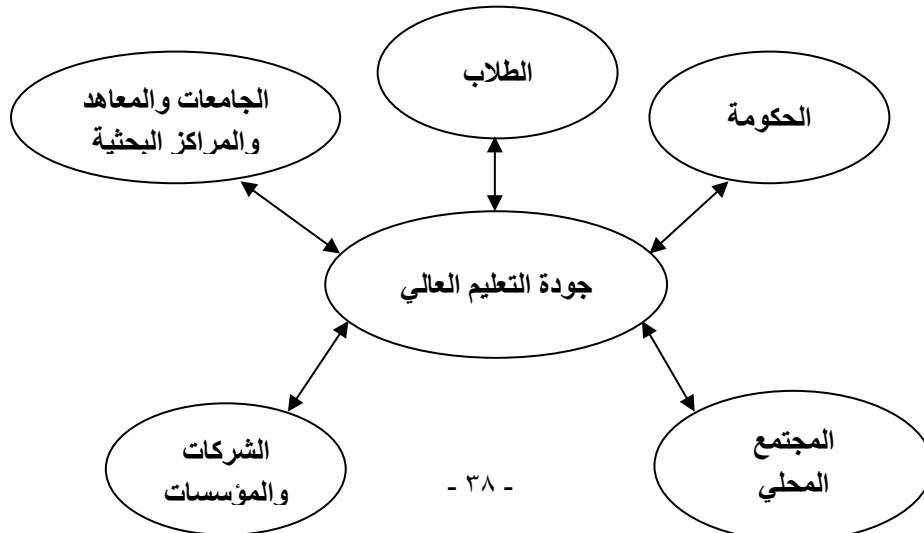 الطلاب
الجامعات والمعاهد
والمراكز البحثية
الحكومة
جودة التعليم العالي
الشركات
والمؤسسات
المجتمع
المحلي
- ٣٨ -